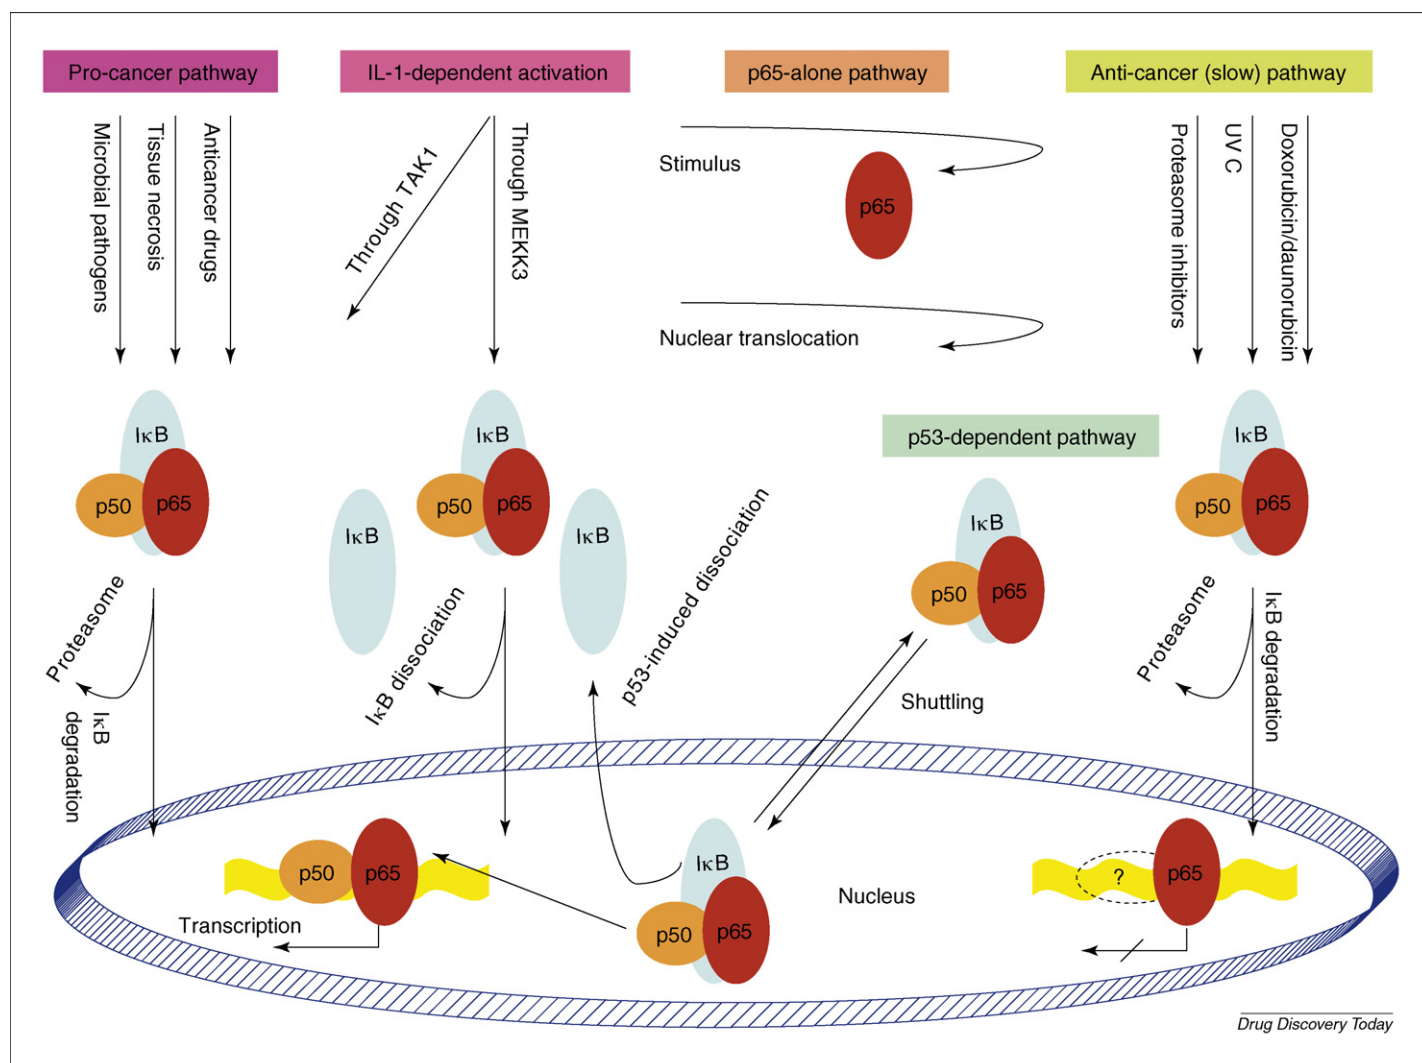 Pro-cancer pathway
IL-1-dependent activation
p65-alone pathway
Anti-cancer (slow) pathway
Microbial pathogens
Tissue necrosis
Anticancer drugs
Through TAK1
Through MEKK3
Stimulus
p65
Nuclear translocation
Proteasome inhibitors
UV C
Doxorubicin/daunorubicin
IκB
p50
p65
IκB
IκB
p50
p65
IκB
p53-dependent pathway
IκB
p50
p65
IκB
p50
p65
Proteasome
IκB
degradation
IκB dissociation
p53-induced dissociation
Shuttling
Proteasome
IκB degradation
p50
p65
Transcription
IκB
p50
p65
Nucleus
?
p65
Drug Discovery Today